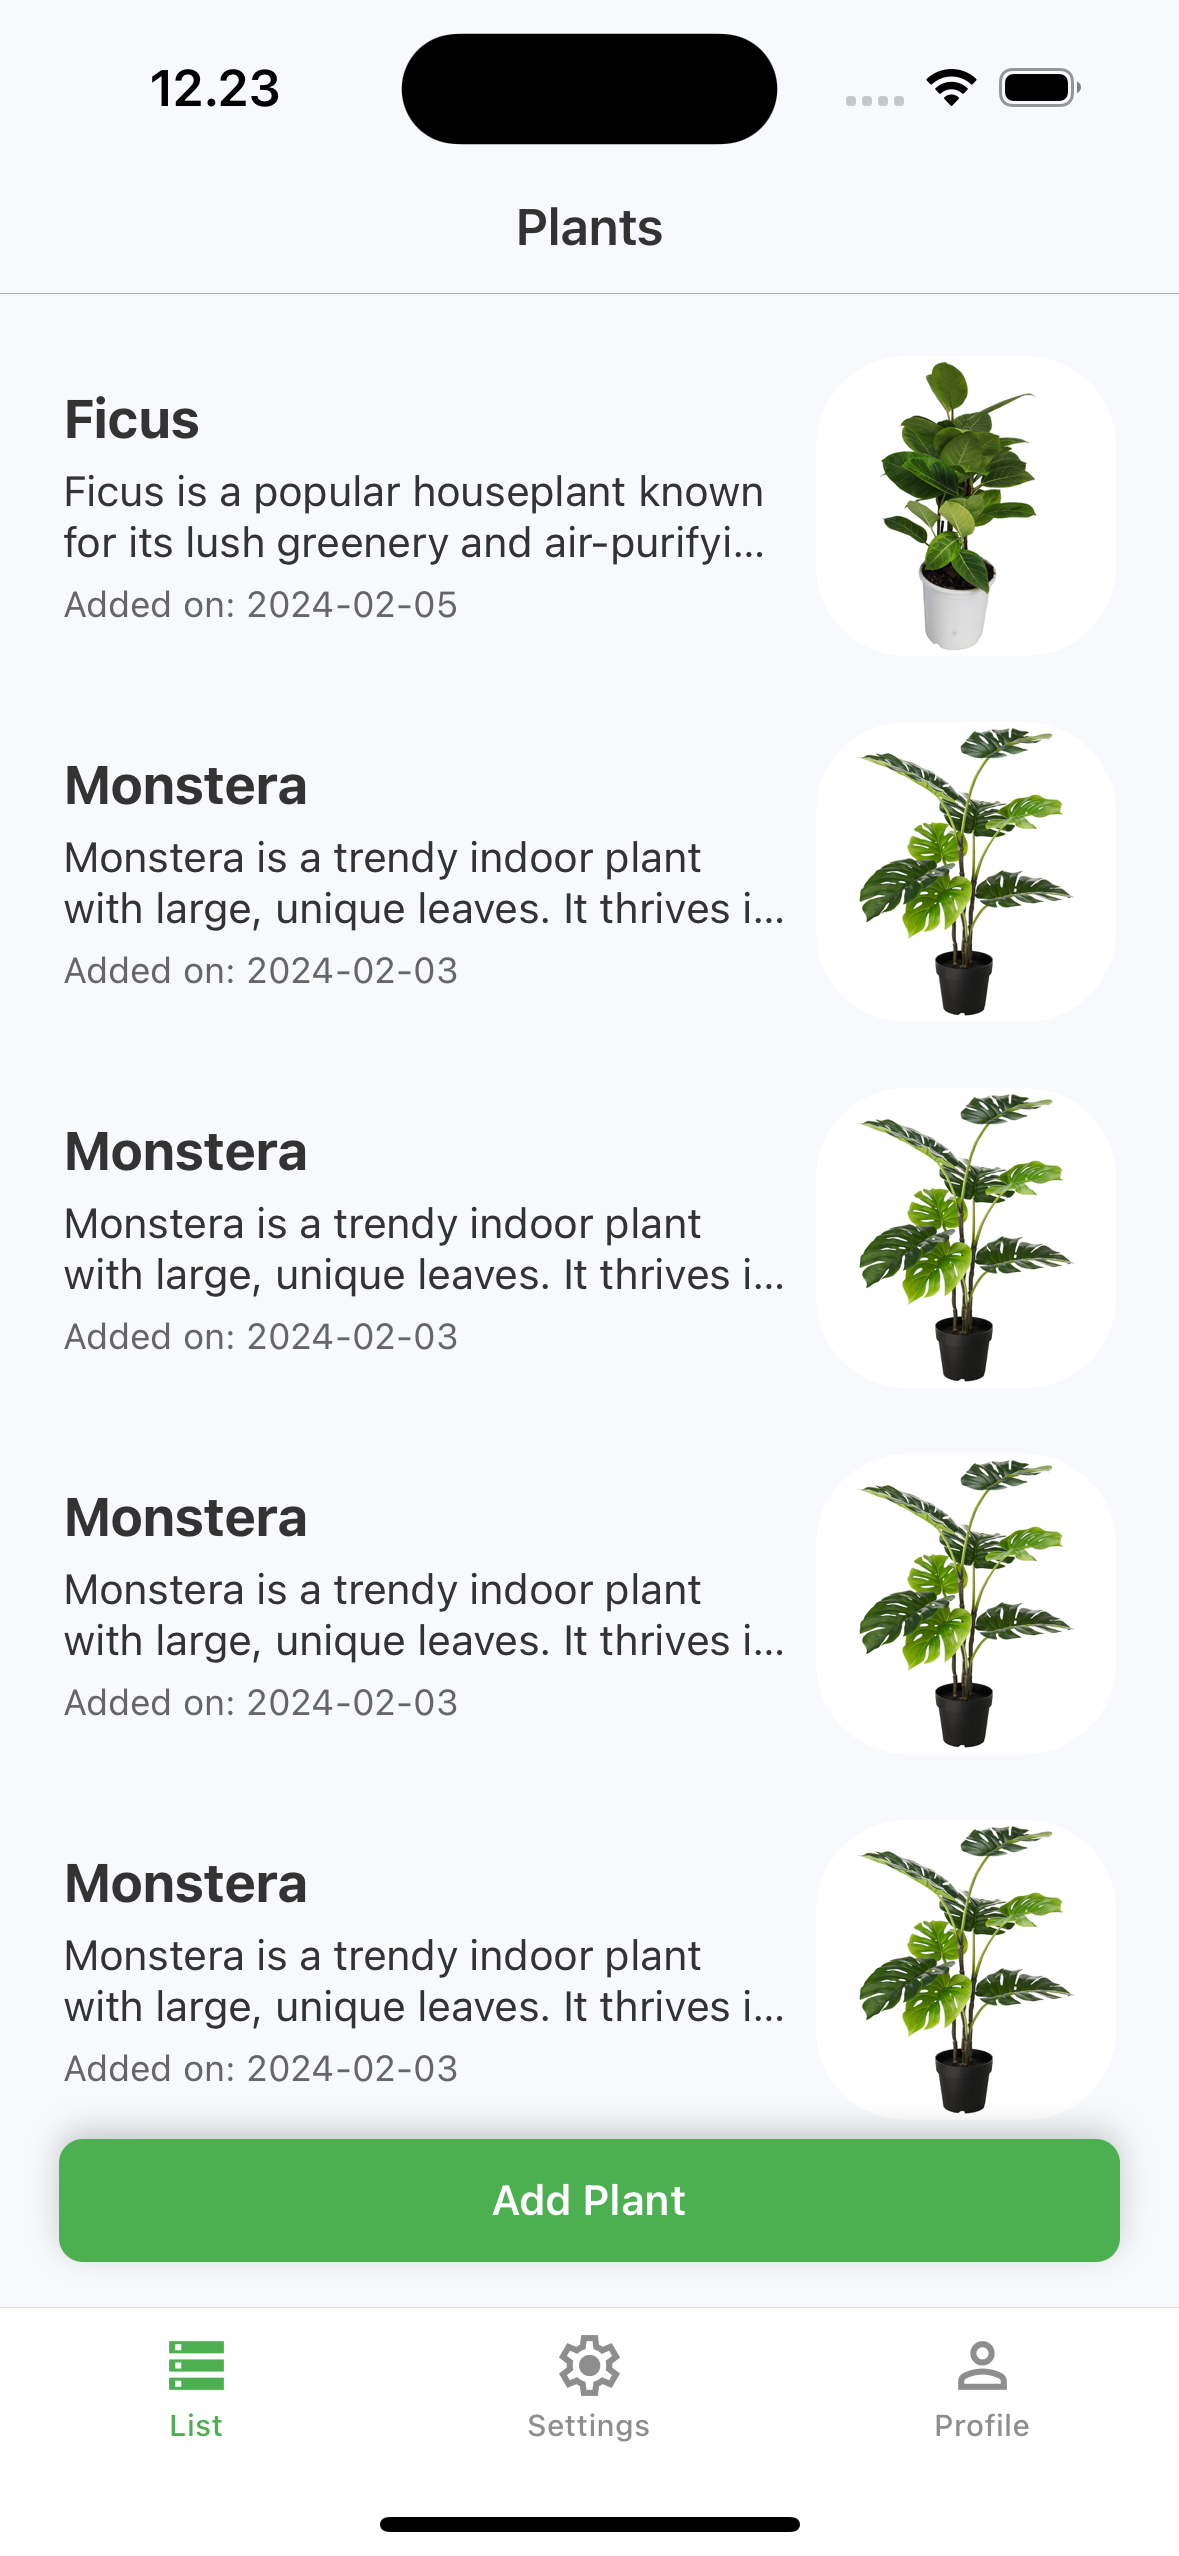 12.23
Plants
Ficus
Ficus is a popular houseplant known
for its lush greenery and air-purifyi...
Added on: 2024-02-05
Monstera
Monstera is a trendy indoor plant
with large, unique leaves. It thrives i...
Added on: 2024-02-03
Monstera
Monstera is a trendy indoor plant
with large, unique leaves. It thrives i...
Added on: 2024-02-03
Monstera
Monstera is a trendy indoor plant
with large, unique leaves. It thrives i...
Added on: 2024-02-03
Monstera
Monstera is a trendy indoor plant
with large, unique leaves. It thrives i...
Added on: 2024-02-03
Add Plant
List
Settings
Profile